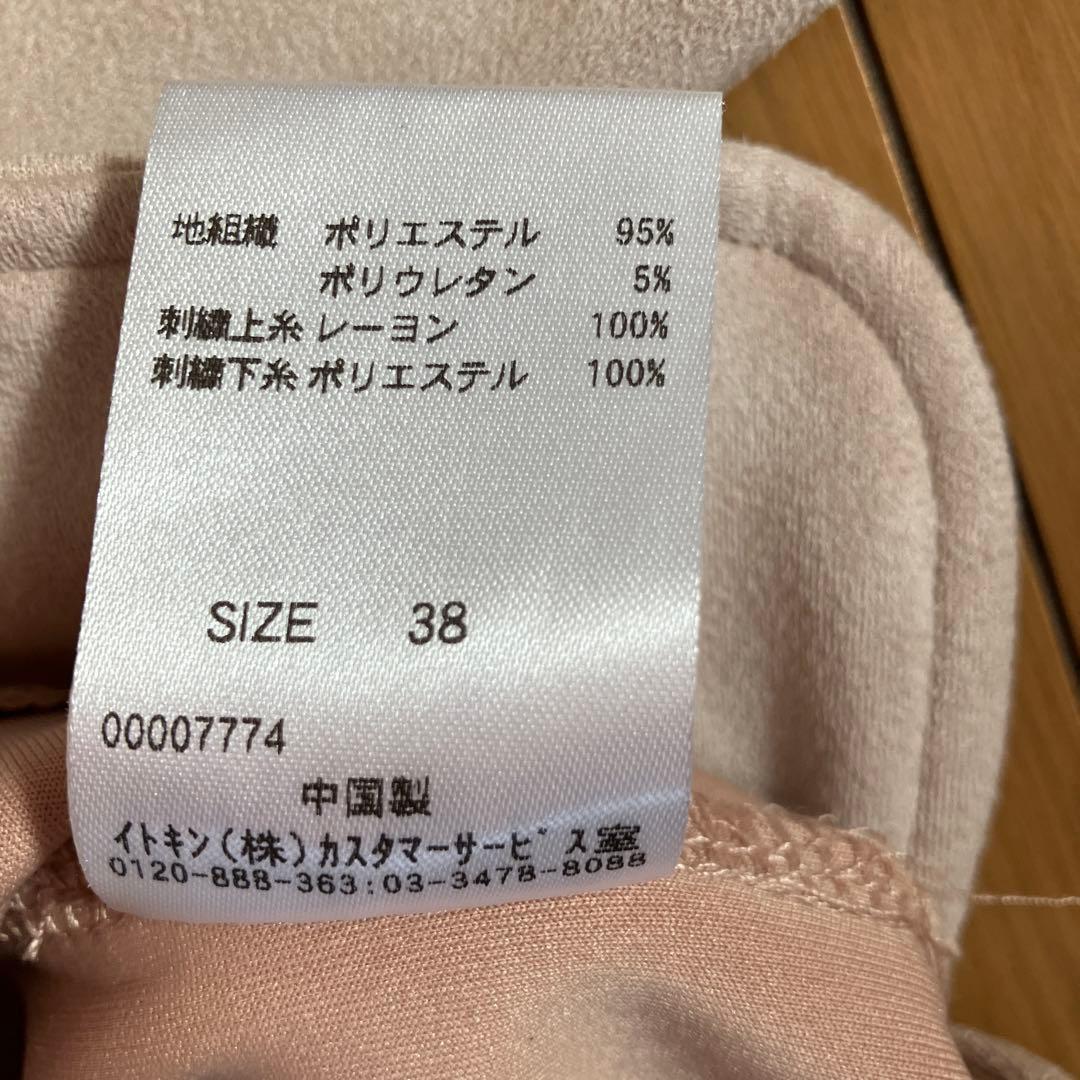 地組織 ポリエステル 95%
ポリウレタン 5%
刺繍上糸 レーヨン 100%
刺繍下糸 ポリエステル 100%
SIZE 38
00007774
中国製
イトキン(株)カスタマーサービス室
0120-888-363:03-3478-8088